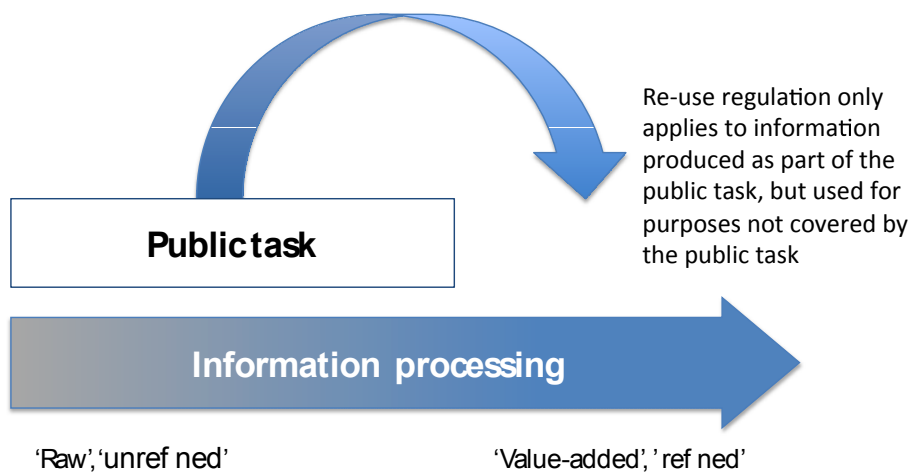 Re-use regulation only
applies to information
produced as part of the
public task, but used for
purposes not covered by
the public task
Public task
Information processing
‘Raw’, ‘unref ned’
‘Value-added’, ’ ref ned’